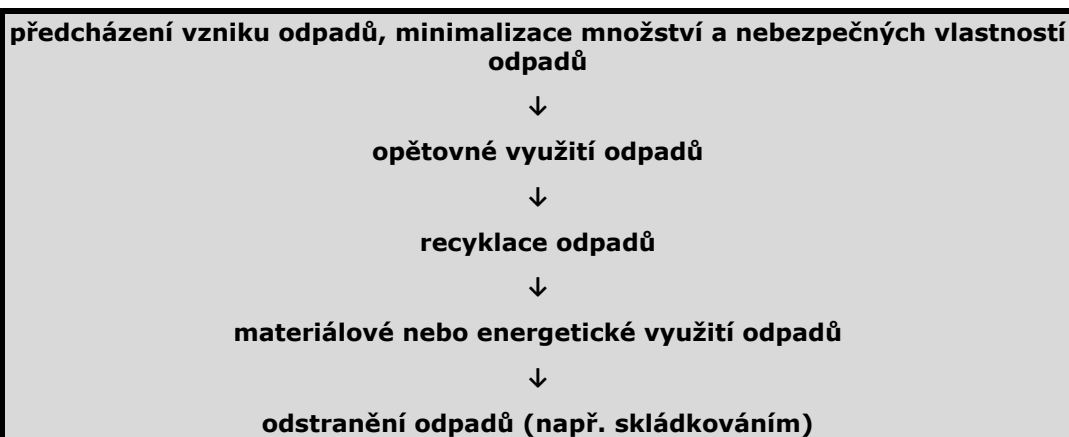 předcházení vzniku odpadů, minimalizace množství a nebezpečných vlastností
odpadů
↓
opětovné využití odpadů
↓
recyklace odpadů
↓
materiálové nebo energetické využití odpadů
↓
odstranění odpadů (např. skládkováním)